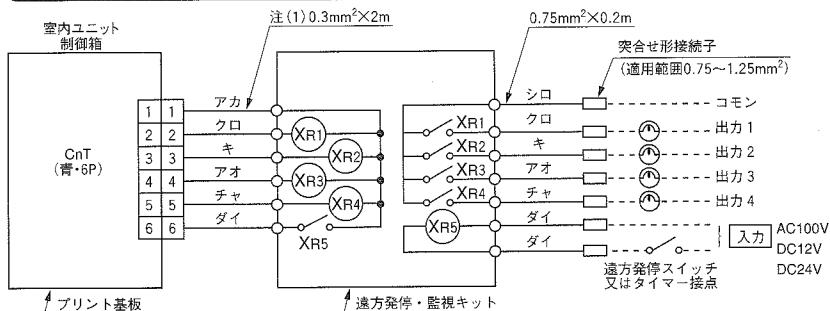 注(1)0.3mm²×2m
0.75mm²×0.2m
室内ユニット
制御箱
突合せ形接続子
(適用範囲0.75~1.25mm²)
CnT
(青・6P)
1 1 アカ
2 2 クロ XR1
3 3 キ XR2
4 4 アオ XR3
5 5 チャ XR4
6 6 ダイ XR5
シロ コモン
XR1 クロ 出力1
XR2 キ 出力2
XR3 アオ 出力3
XR4 チャ 出力4
XR5 ダイ
ダイ
入力 AC100V
DC12V
DC24V
遠方発停スイッチ
又はタイマー接点
プリント基板
遠方発停・監視キット